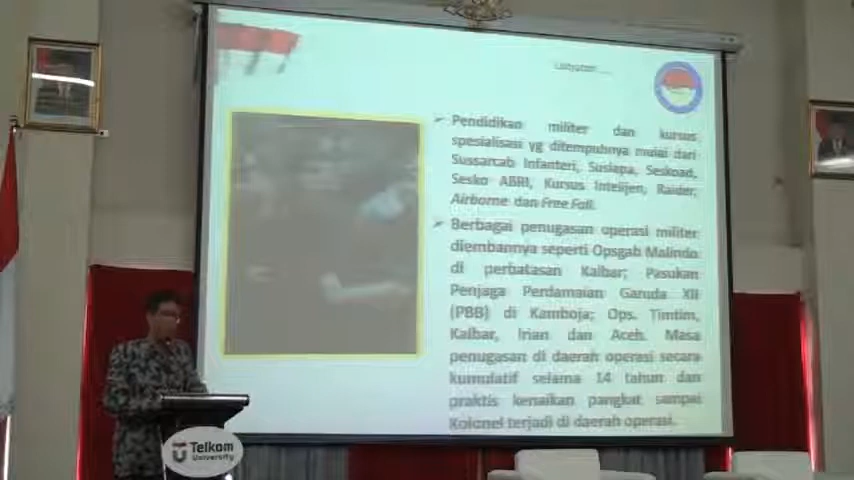 Lanjutan ....
Pendidikan militer dan kursus
spesialisasi yg ditempuhnya mulai dari
Sussarcab Infanteri, Suslapa, Seskoad,
Sesko ABRI, Kursus Intelijen, Raider,
Airborne dan Free Fall.
Berbagai penugasan operasi militer
diembannya seperti Opsgab Malindo
di perbatasan Kalbar; Pasukan
Penjaga Perdamaian Garuda XII
(PBB) di Kamboja; Ops. Timtim,
Kalbar, Irian dan Aceh. Masa
penugasan di daerah operasi secara
kumulatif selama 14 tahun dan
praktis kenaikan pangkat sampai
Kolonel terjadi di daerah operasi.
Telkom
University